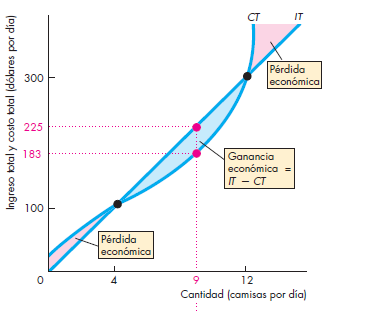 Ingreso total y costo total (dólares por día)
CT IT
300
Pérdida
económica
225
183
Ganancia
económica =
IT − CT
100
Pérdida
económica
0 4 9 12
Cantidad (camisas por día)